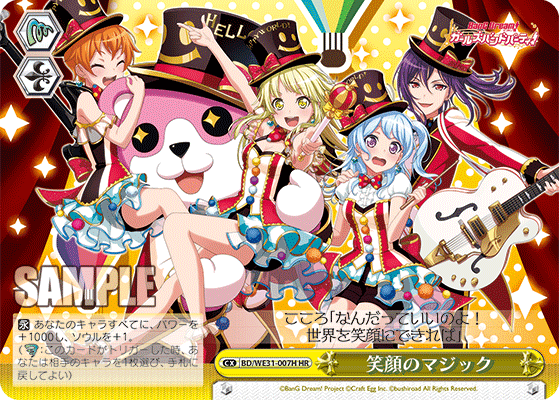 HELLO
BanG Dream!
ガールズバンドパーティ！
SAMPLE
永 あなたのキャラすべてに、パワーを
＋1000し、ソウルを＋1。
（：このカードがトリガーした時、あ
なたは相手のキャラを1枚選び、手札に
戻してよい）
こころ「なんだっていいのよ！
世界を笑顔にできれば」
CX BD/WE31-007H HR 笑顔のマジック
©BanG Dream! Project ©Craft Egg Inc. ©bushiroad All Rights Reserved.